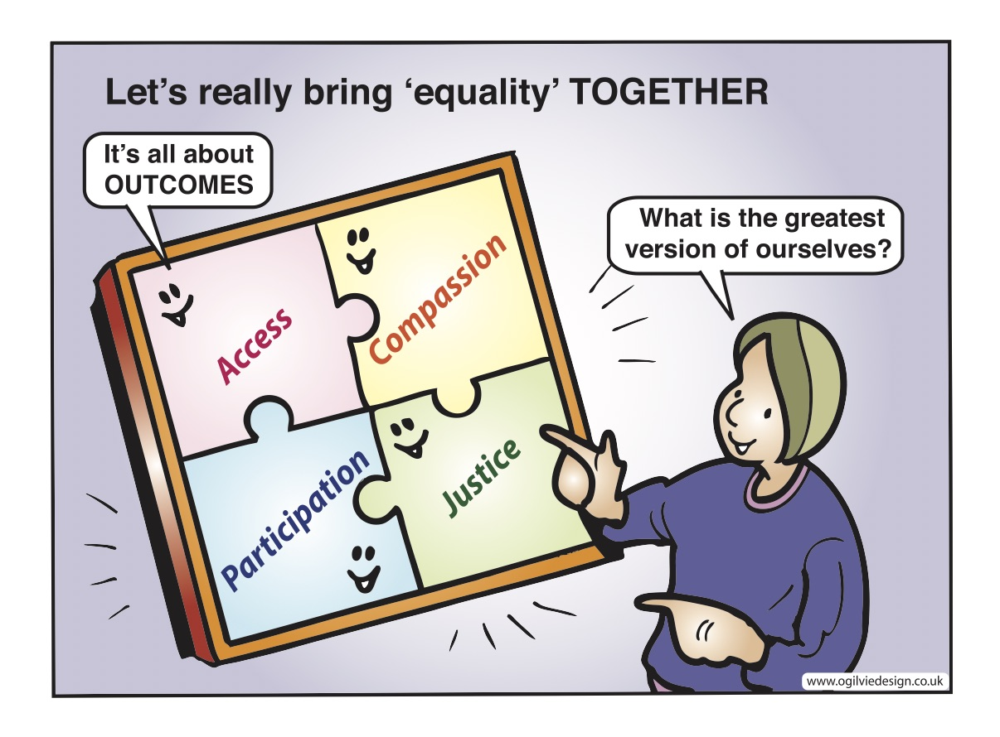 Let's really bring ‘equality’ TOGETHER
It's all about
OUTCOMES
What is the greatest
version of ourselves?
Access
Compassion
Participation
Justice
www.ogilviedesign.co.uk